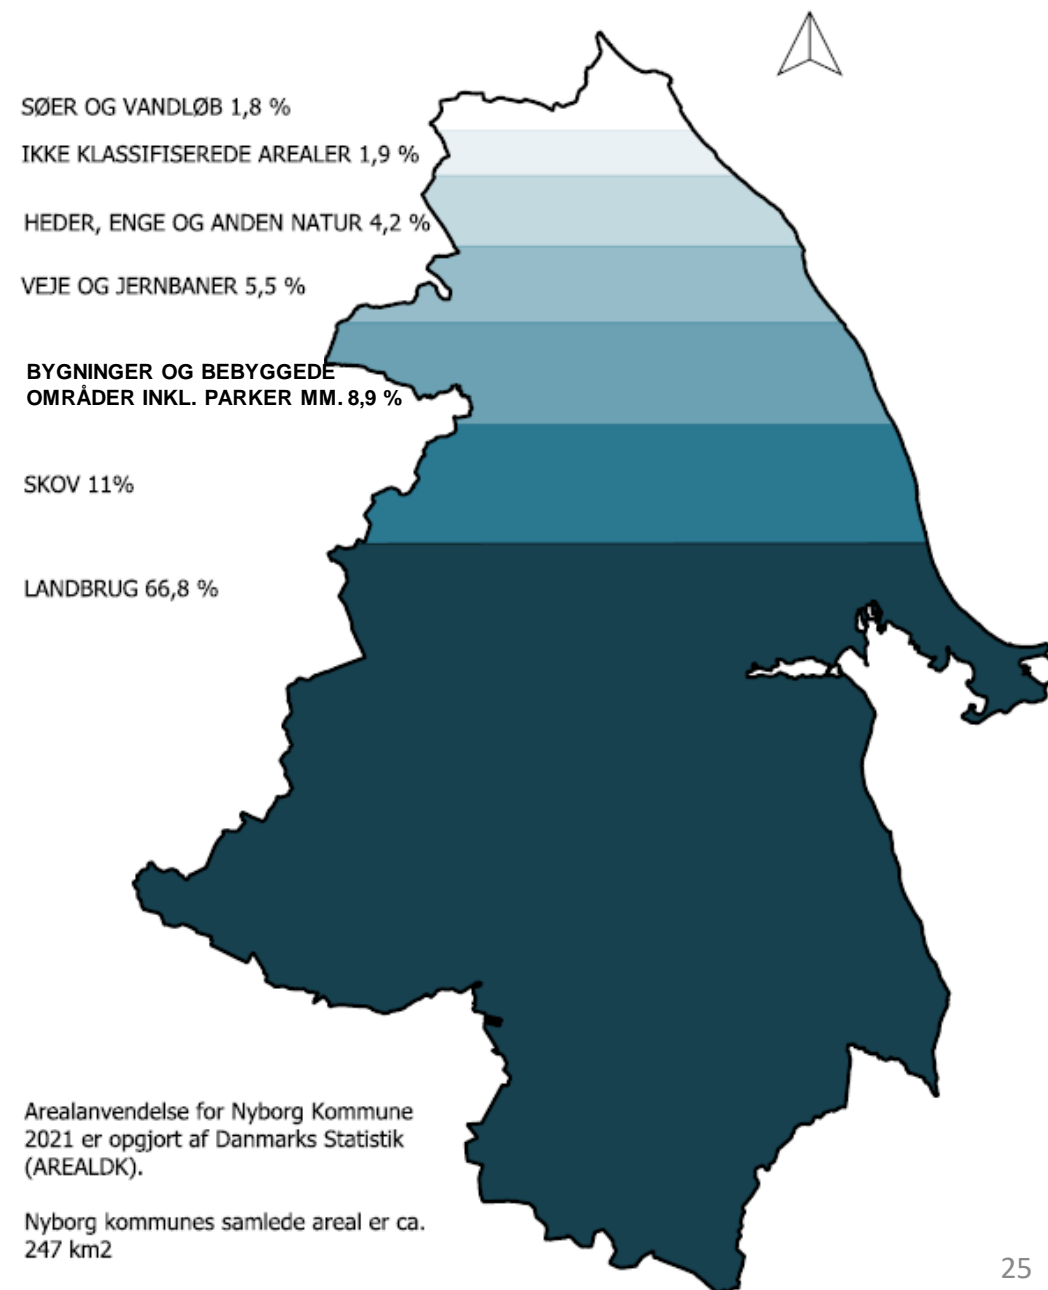 SØER OG VANDLØB 1,8 %
IKKE KLASSIFISEREDE AREALER 1,9 %
HEDER, ENGE OG ANDEN NATUR 4,2 %
VEJE OG JERNBANER 5,5 %
BYGNINGER OG BEBYGGEDE
OMRÅDER INKL. PARKER MM. 8,9 %
SKOV 11%
LANDBRUG 66,8 %
Arealanvendelse for Nyborg Kommune
2021 er opgjort af Danmarks Statistik
(AREALDK).
Nyborg kommunes samlede areal er ca.
247 km2
25